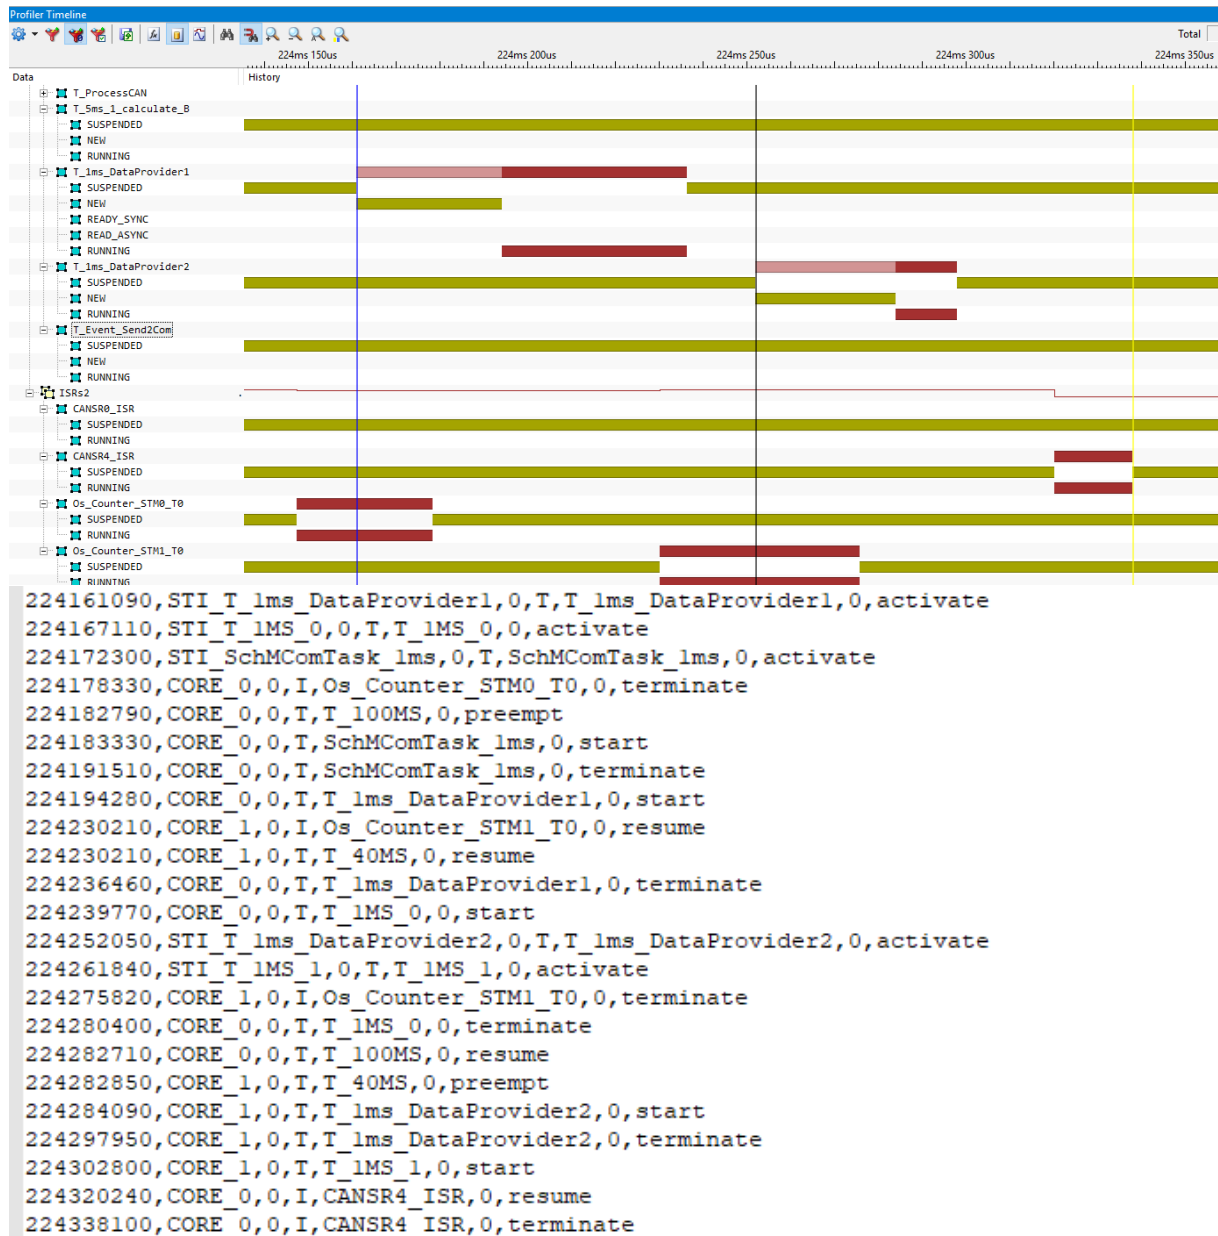 Profiler Timeline
Total
224ms 150us 224ms 200us 224ms 250us 224ms 300us 224ms 350us
Data History
T_ProcessCAN
T_5ms_1_calculate_B
SUSPENDED
NEW
RUNNING
T_1ms_DataProvider1
SUSPENDED
NEW
READY_SYNC
READ_ASYNC
RUNNING
T_1ms_DataProvider2
SUSPENDED
NEW
RUNNING
T_Event_Send2Com
SUSPENDED
NEW
RUNNING
ISRs2
CANSR0_ISR
SUSPENDED
RUNNING
CANSR4_ISR
SUSPENDED
RUNNING
Os_Counter_STM0_T0
SUSPENDED
RUNNING
Os_Counter_STM1_T0
SUSPENDED
RUNNING
224161090,STI_T_1ms_DataProvider1,0,T,T_1ms_DataProvider1,0,activate
224167110,STI_T_1MS_0,0,T,T_1MS_0,0,activate
224172300,STI_SchMComTask_1ms,0,T,SchMComTask_1ms,0,activate
224178330,CORE_0,0,I,Os_Counter_STM0_T0,0,terminate
224182790,CORE_0,0,T,T_100MS,0,preempt
224183330,CORE_0,0,T,SchMComTask_1ms,0,start
224191510,CORE_0,0,T,SchMComTask_1ms,0,terminate
224194280,CORE_0,0,T,T_1ms_DataProvider1,0,start
224230210,CORE_1,0,I,Os_Counter_STM1_T0,0,resume
224230210,CORE_1,0,T,T_40MS,0,resume
224236460,CORE_0,0,T,T_1ms_DataProvider1,0,terminate
224239770,CORE_0,0,T,T_1MS_0,0,start
224252050,STI_T_1ms_DataProvider2,0,T,T_1ms_DataProvider2,0,activate
224261840,STI_T_1MS_1,0,T,T_1MS_1,0,activate
224275820,CORE_1,0,I,Os_Counter_STM1_T0,0,terminate
224280400,CORE_0,0,T,T_1MS_0,0,terminate
224282710,CORE_0,0,T,T_100MS,0,resume
224282850,CORE_1,0,T,T_40MS,0,preempt
224284090,CORE_1,0,T,T_1ms_DataProvider2,0,start
224297950,CORE_1,0,T,T_1ms_DataProvider2,0,terminate
224302800,CORE_1,0,T,T_1MS_1,0,start
224320240,CORE_0,0,I,CANSR4_ISR,0,resume
224338100,CORE_0,0,I,CANSR4_ISR,0,terminate